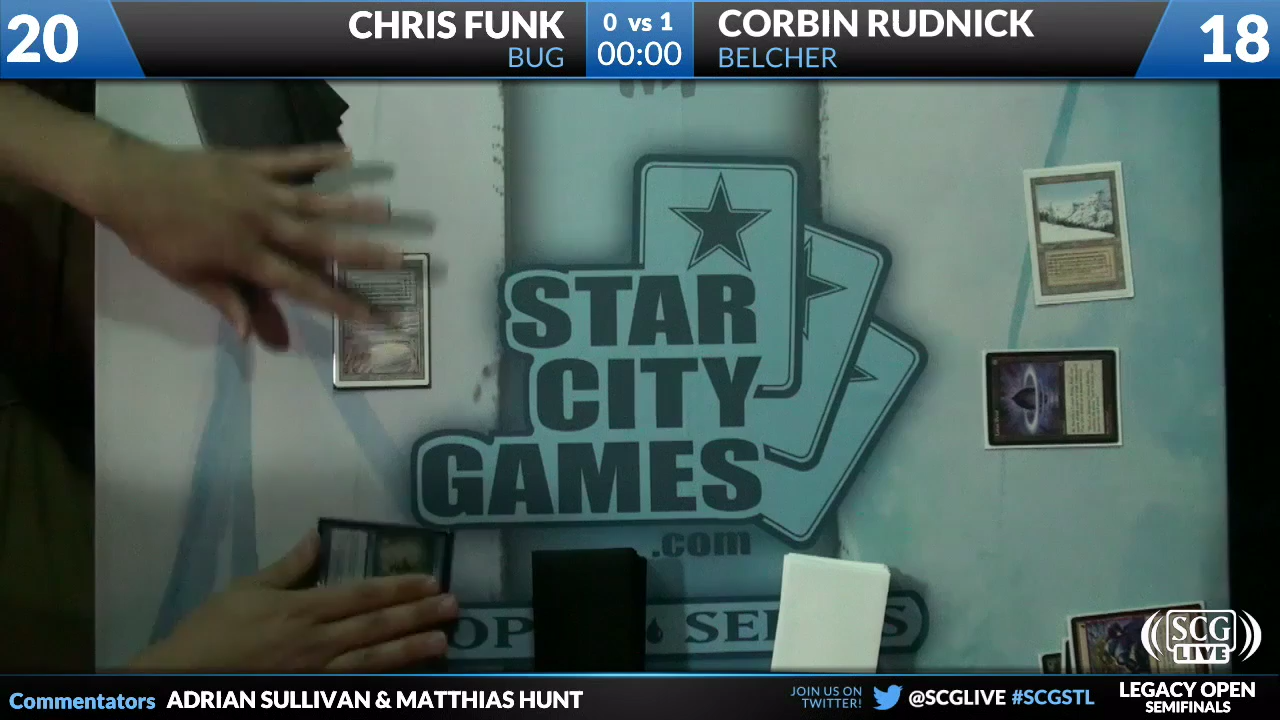 20
CHRIS FUNK
BUG
0 vs 1
00:00
CORBIN RUDNICK
BELCHER
18
STAR
CITY
GAMES
.com
Commentators ADRIAN SULLIVAN & MATTHIAS HUNT
JOIN US ON
TWITTER!
@SCGLIVE #SCGSTL
SCG
LIVE
LEGACY OPEN
SEMIFINALS